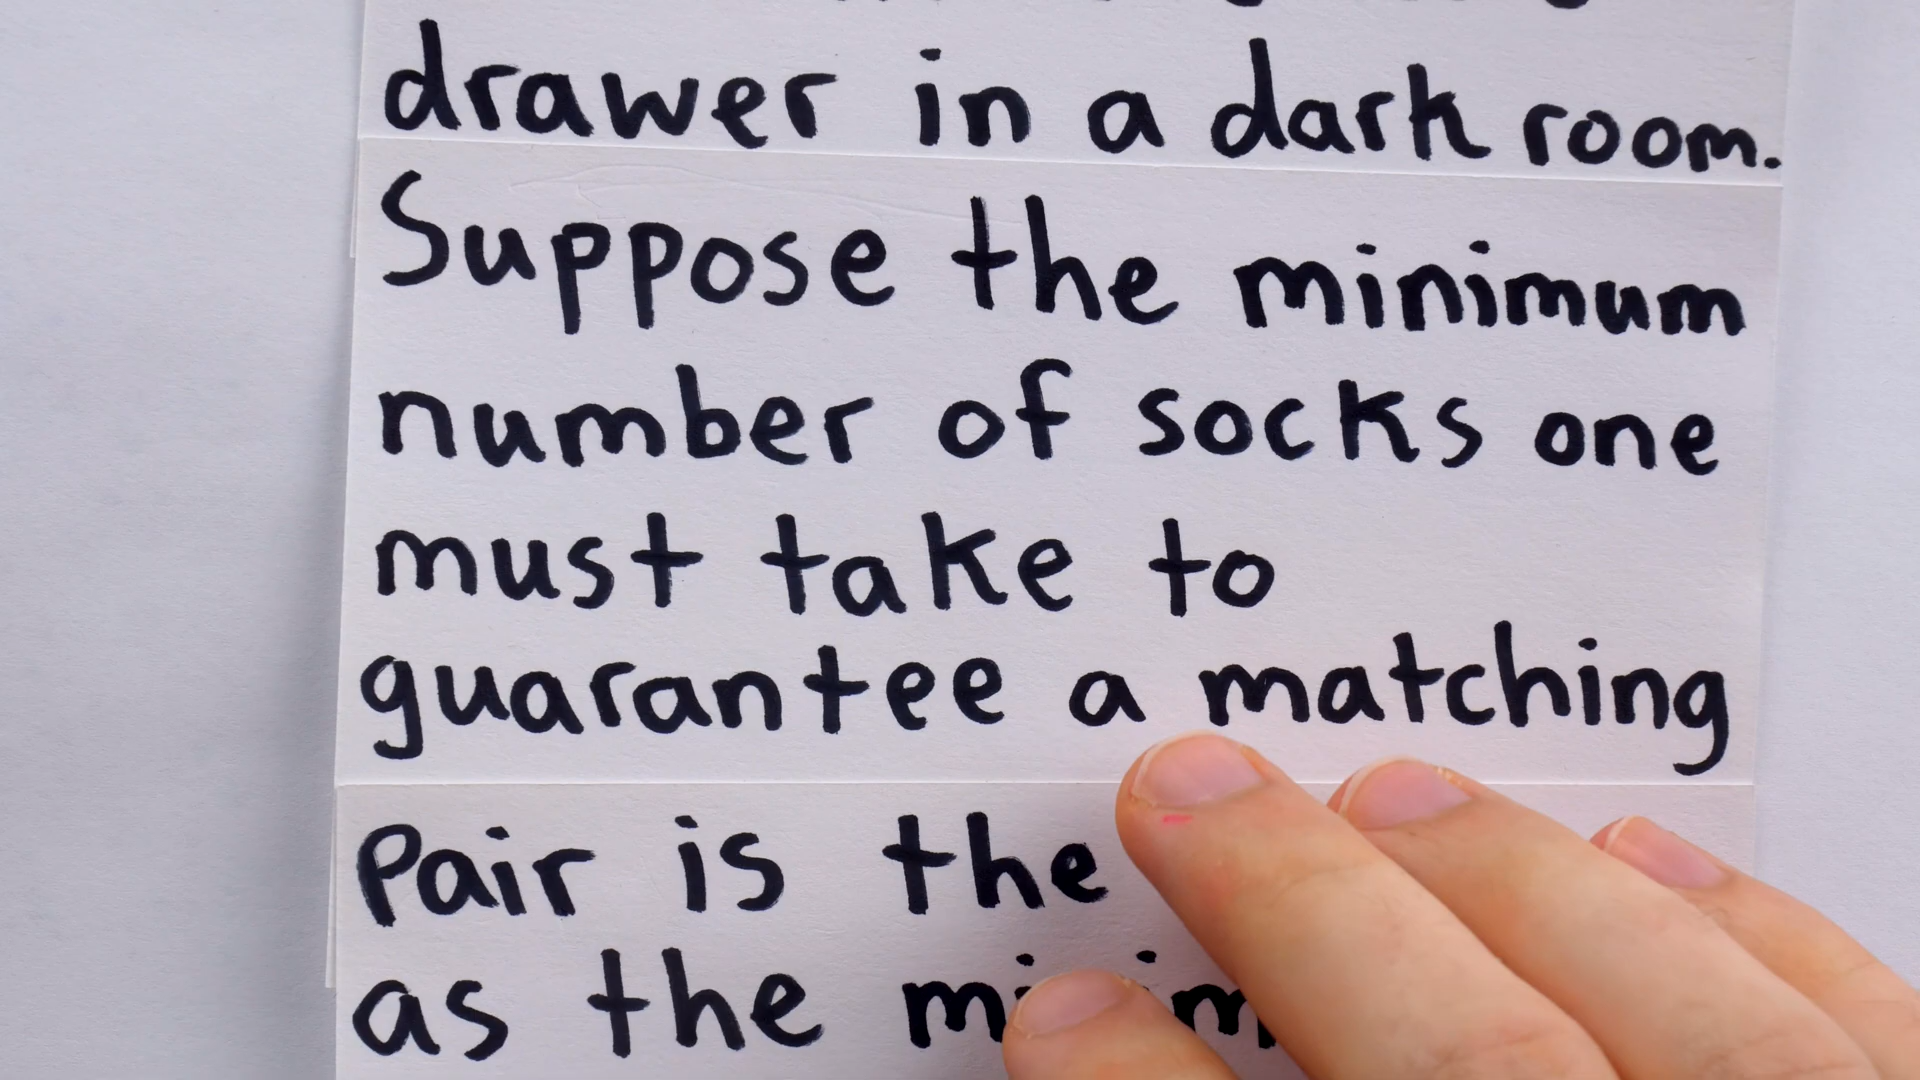 drawer in a dark room.
Suppose the minimum
number of socks one
must take to
guarantee a matching
pair is the
as the